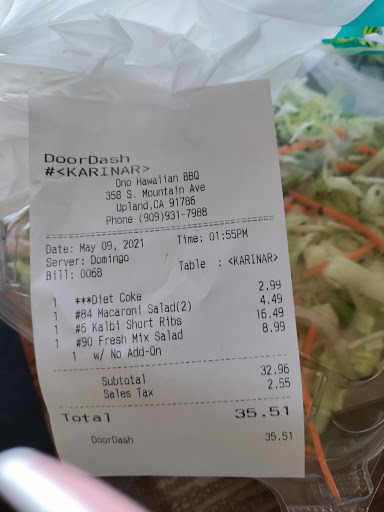 DoorDash
#<KARINAR>
Ono Hawaiian BBQ
358 S. Mountain Ave
Upland,CA 91786
Phone (909)931-7988
Date: May 09, 2021 Time: 01:55PM
Server: Domingo
Bill: 0068 Table : <KARINAR>
1 ***Diet Coke 2.99
1 #84 Macaroni Salad(2) 4.49
1 #6 Kalbi Short Ribs 16.49
1 #90 Fresh Mix Salad 8.99
1 w/ No Add-On
Subtotal 32.96
Sales Tax 2.55
Total 35.51
DoorDash 35.51